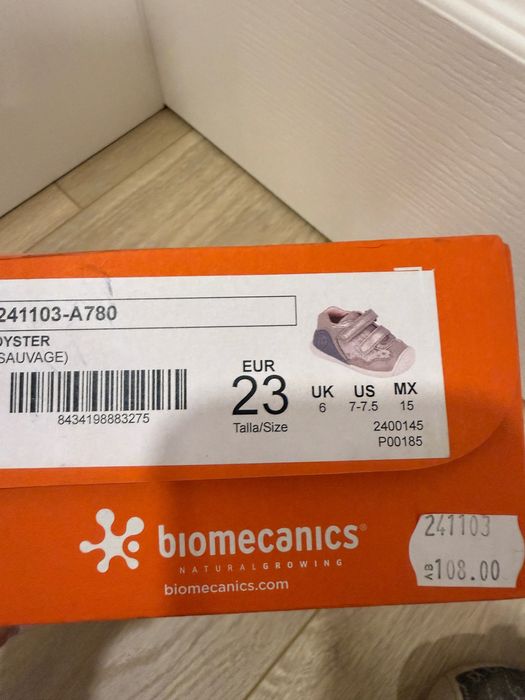 241103-A780
OYSTER
(SAUVAGE)
8434198883275
EUR
23
Talla/Size
UK US MX
6 7-7.5 15
2400145
P00185
biomecanics®
NATURALGROWING
biomecanics.com
241103
AB 108.00